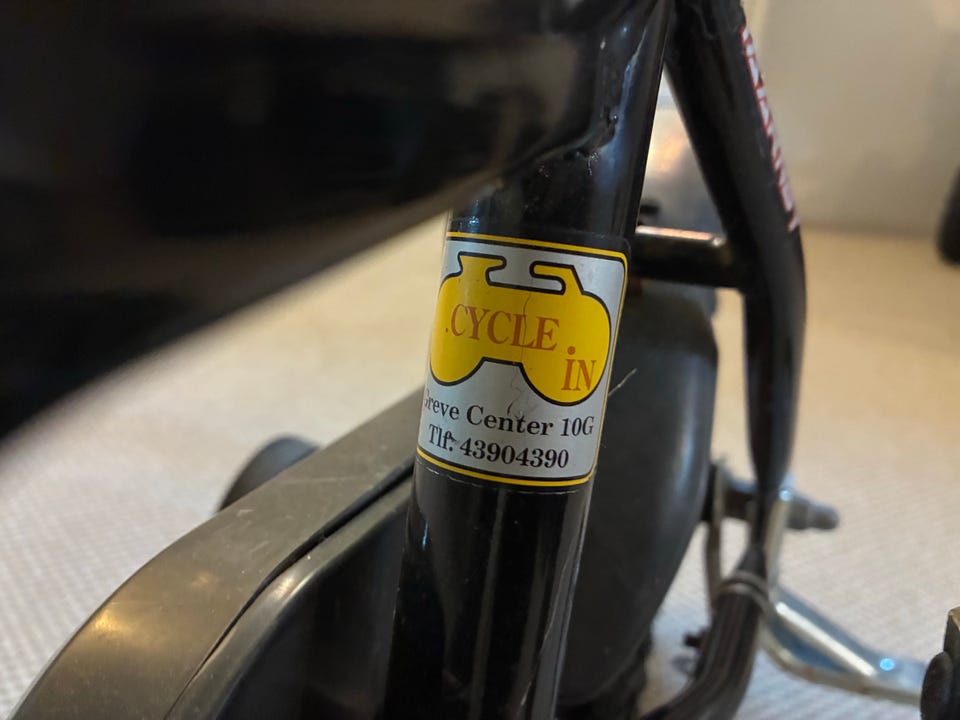 .CYCLE.
IN
Greve Center 10G
Tlf. 43904390